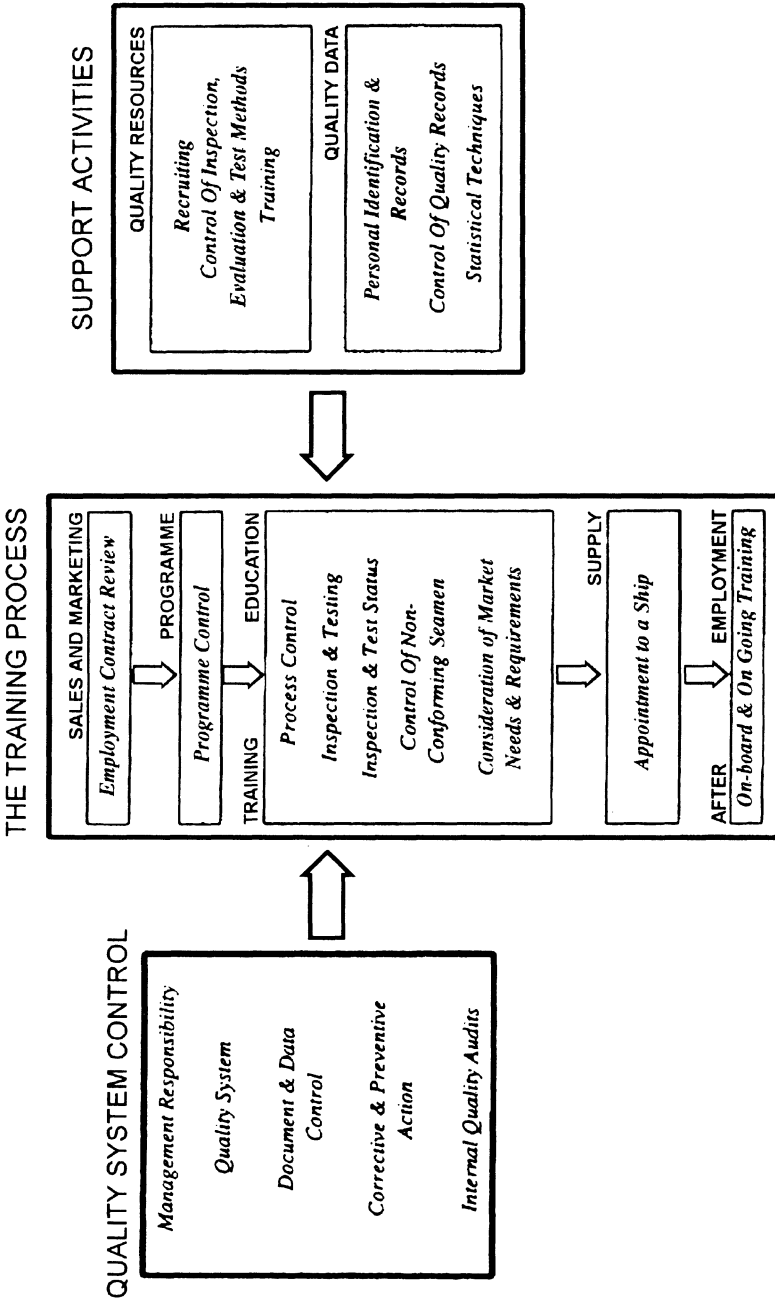 QUALITY SYSTEM CONTROL
Management Responsibility
Quality System
Document & Data
Control
Corrective & Preventive
Action
Internal Quality Audits
THE TRAINING PROCESS
SALES AND MARKETING
Employment Contract Review
PROGRAMME
Programme Control
TRAINING EDUCATION
Process Control
Inspection & Testing
Inspection & Test Status
Control Of Non-
Conforming Seamen
Consideration of Market
Needs & Requirements
SUPPLY
Appointment to a Ship
AFTER EMPLOYMENT
On-board & On Going Training
SUPPORT ACTIVITIES
QUALITY RESOURCES
Recruiting
Control Of Inspection,
Evaluation & Test Methods
Training
QUALITY DATA
Personal Identification &
Records
Control Of Quality Records
Statistical Techniques